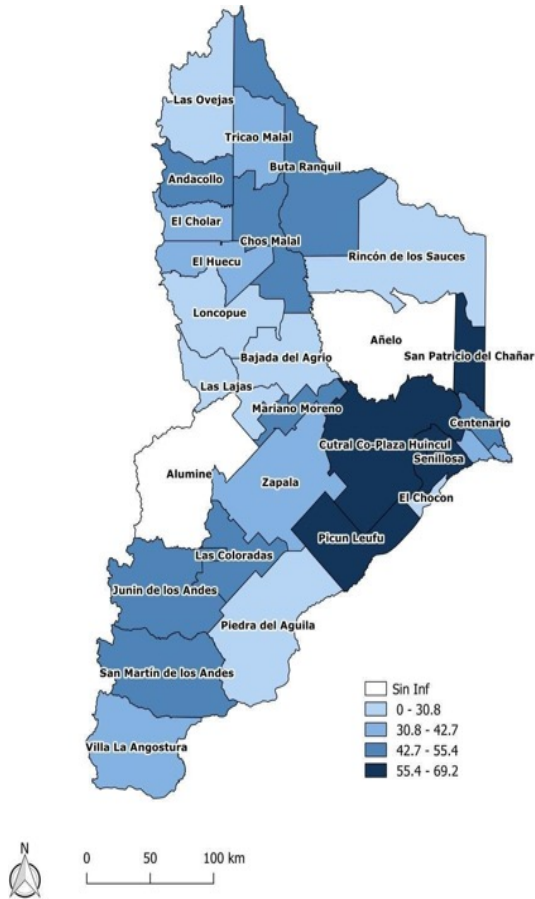 Las Ovejas
Tricao Malal
Buta Ranquil
Andacollo
El Cholar
Chos Malal
El Huecu
Rincón de los Sauces
Loncopue
Añelo
San Patricio del Chañar
Bajada del Agrio
Las Lajas
Mariano Moreno
Centenario
Cutral Co-Plaza Huincul
Senillosa
Alumine
Zapala
El Chocon
Picun Leufu
Las Coloradas
Junin de los Andes
Piedra del Aguila
San Martín de los Andes
Sin Inf
0 - 30.8
30.8 - 42.7
42.7 - 55.4
55.4 - 69.2
Villa La Angostura
N
0 50 100 km